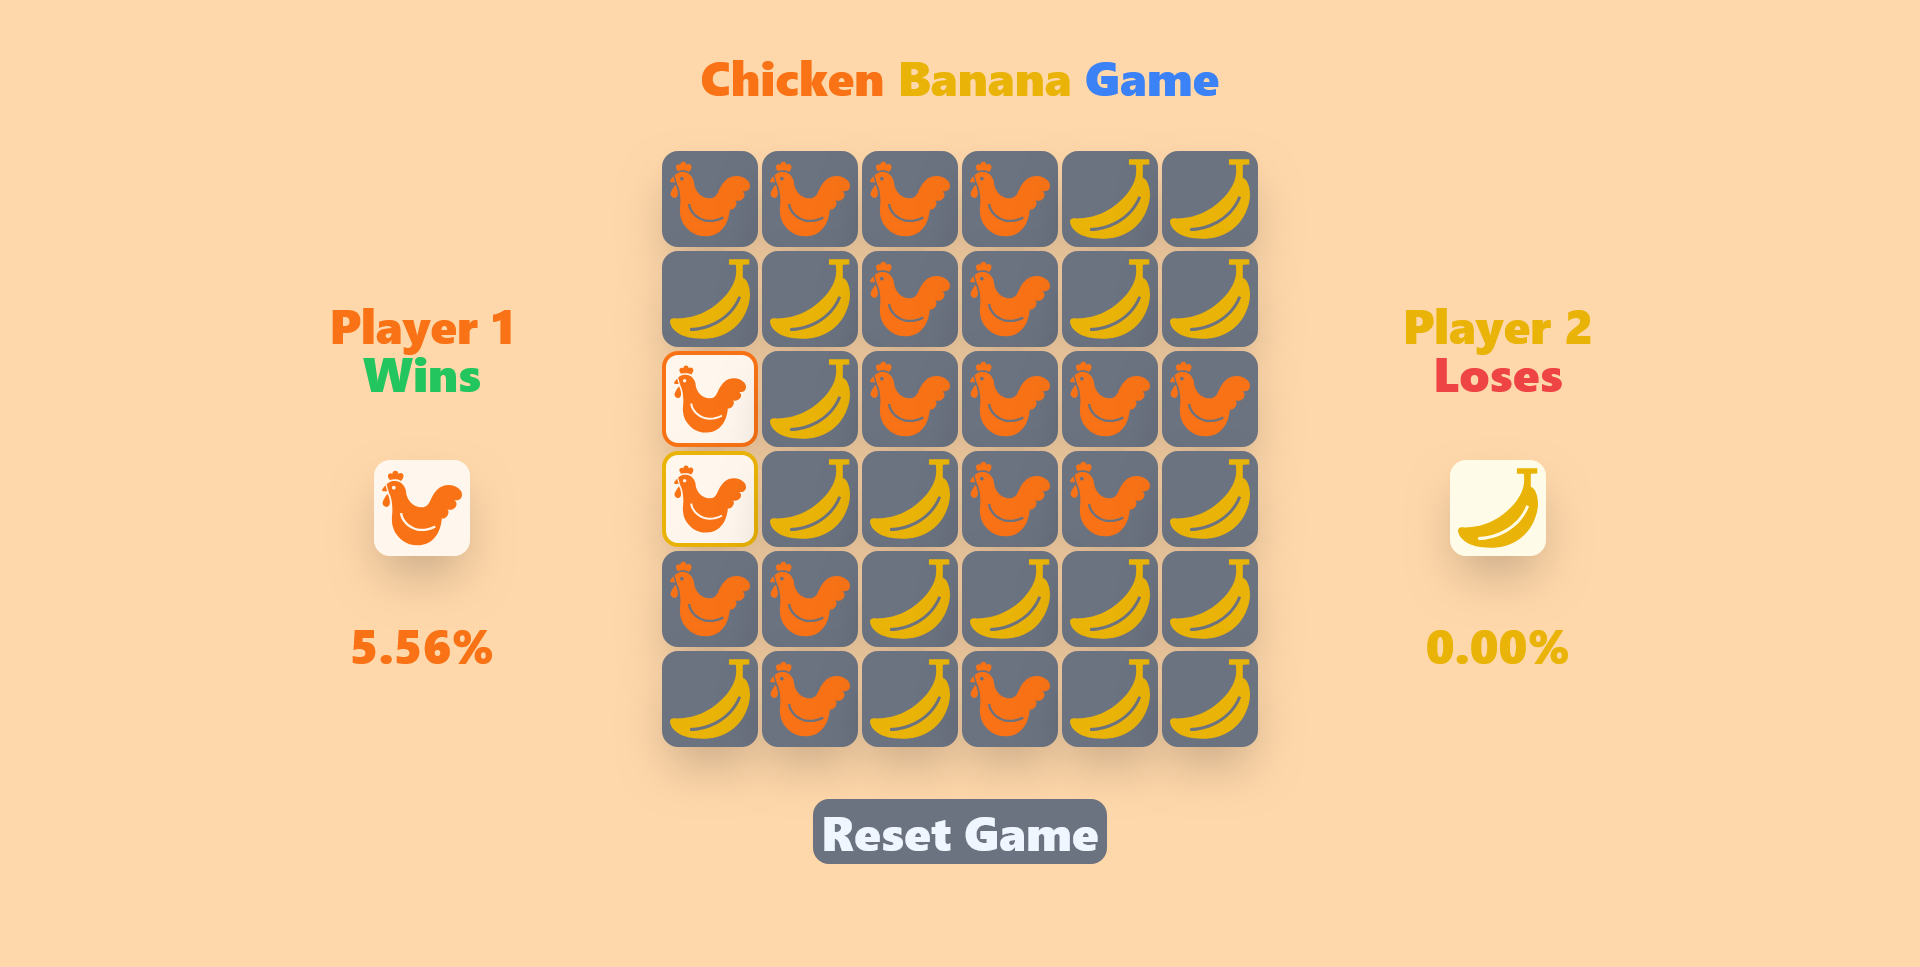 Chicken Banana Game
Player 1
Wins
5.56%
Player 2
Loses
0.00%
Reset Game